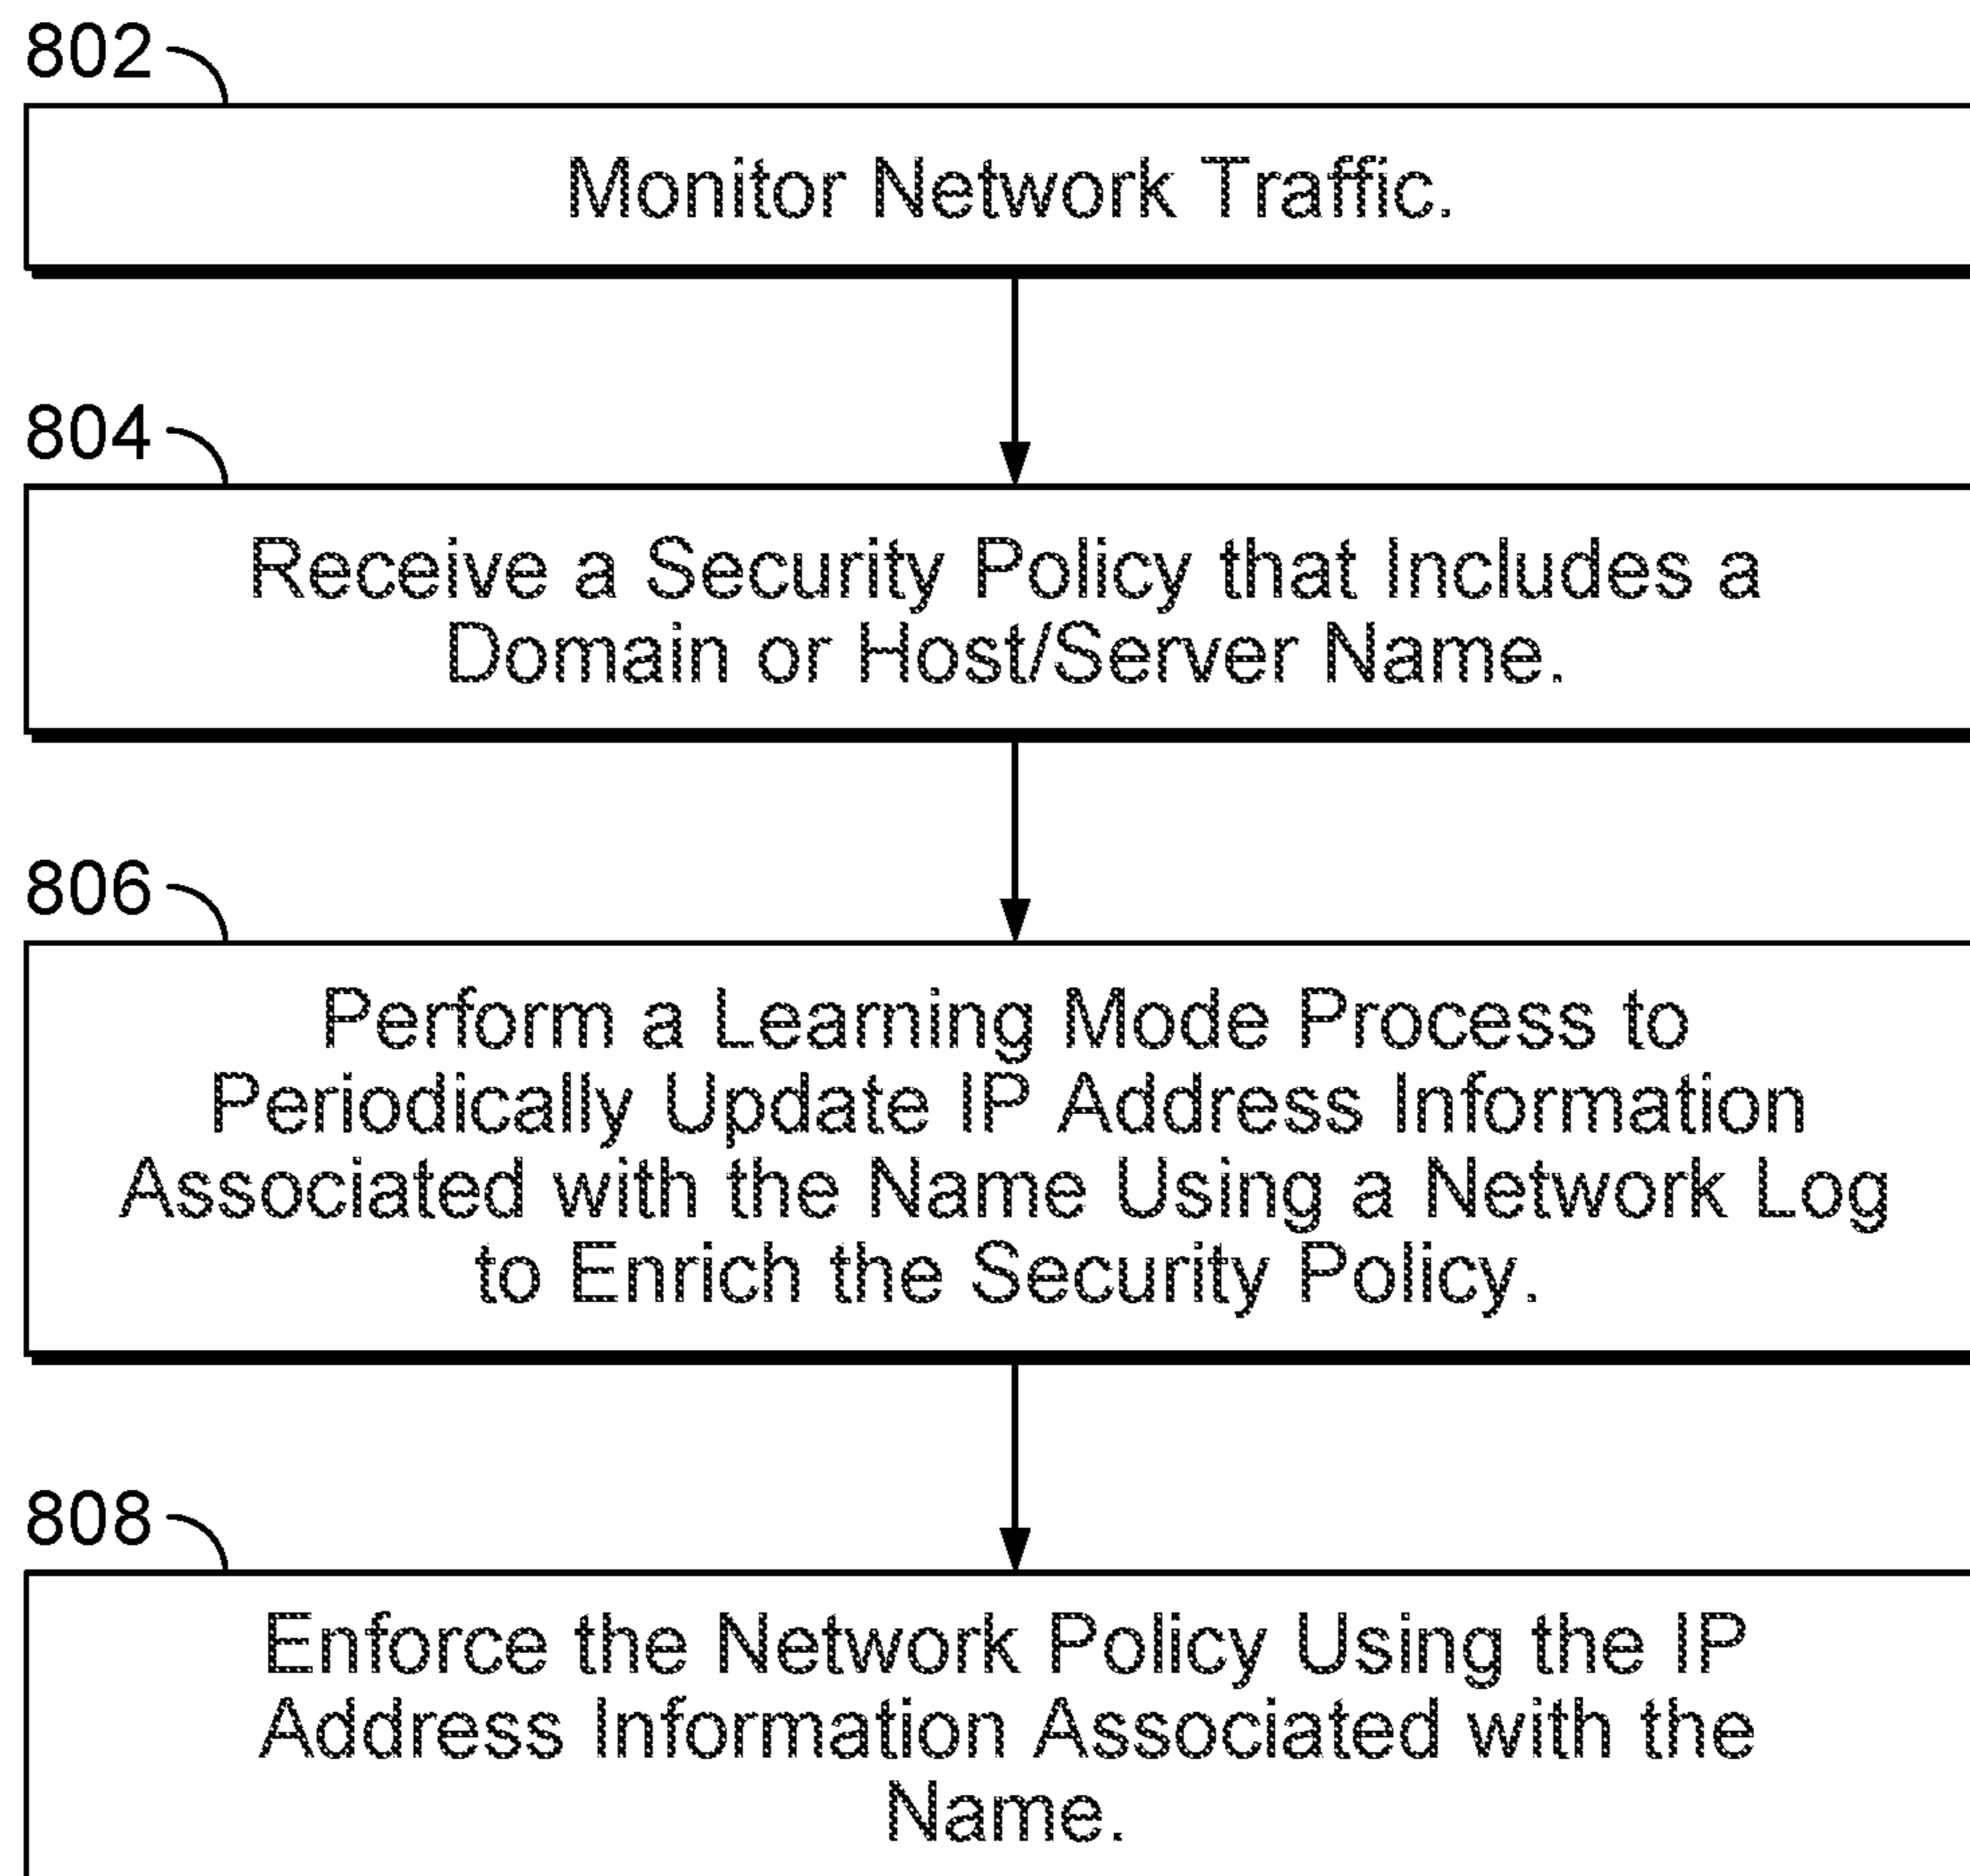 802
Monitor Network Traffic.
804
Receive a Security Policy that Includes a
Domain or Host/Server Name.
806
Perform a Learning Mode Process to
Periodically Update IP Address Information
Associated with the Name Using a Network Log
to Enrich the Security Policy.
808
Enforce the Network Policy Using the IP
Address Information Associated with the
Name.